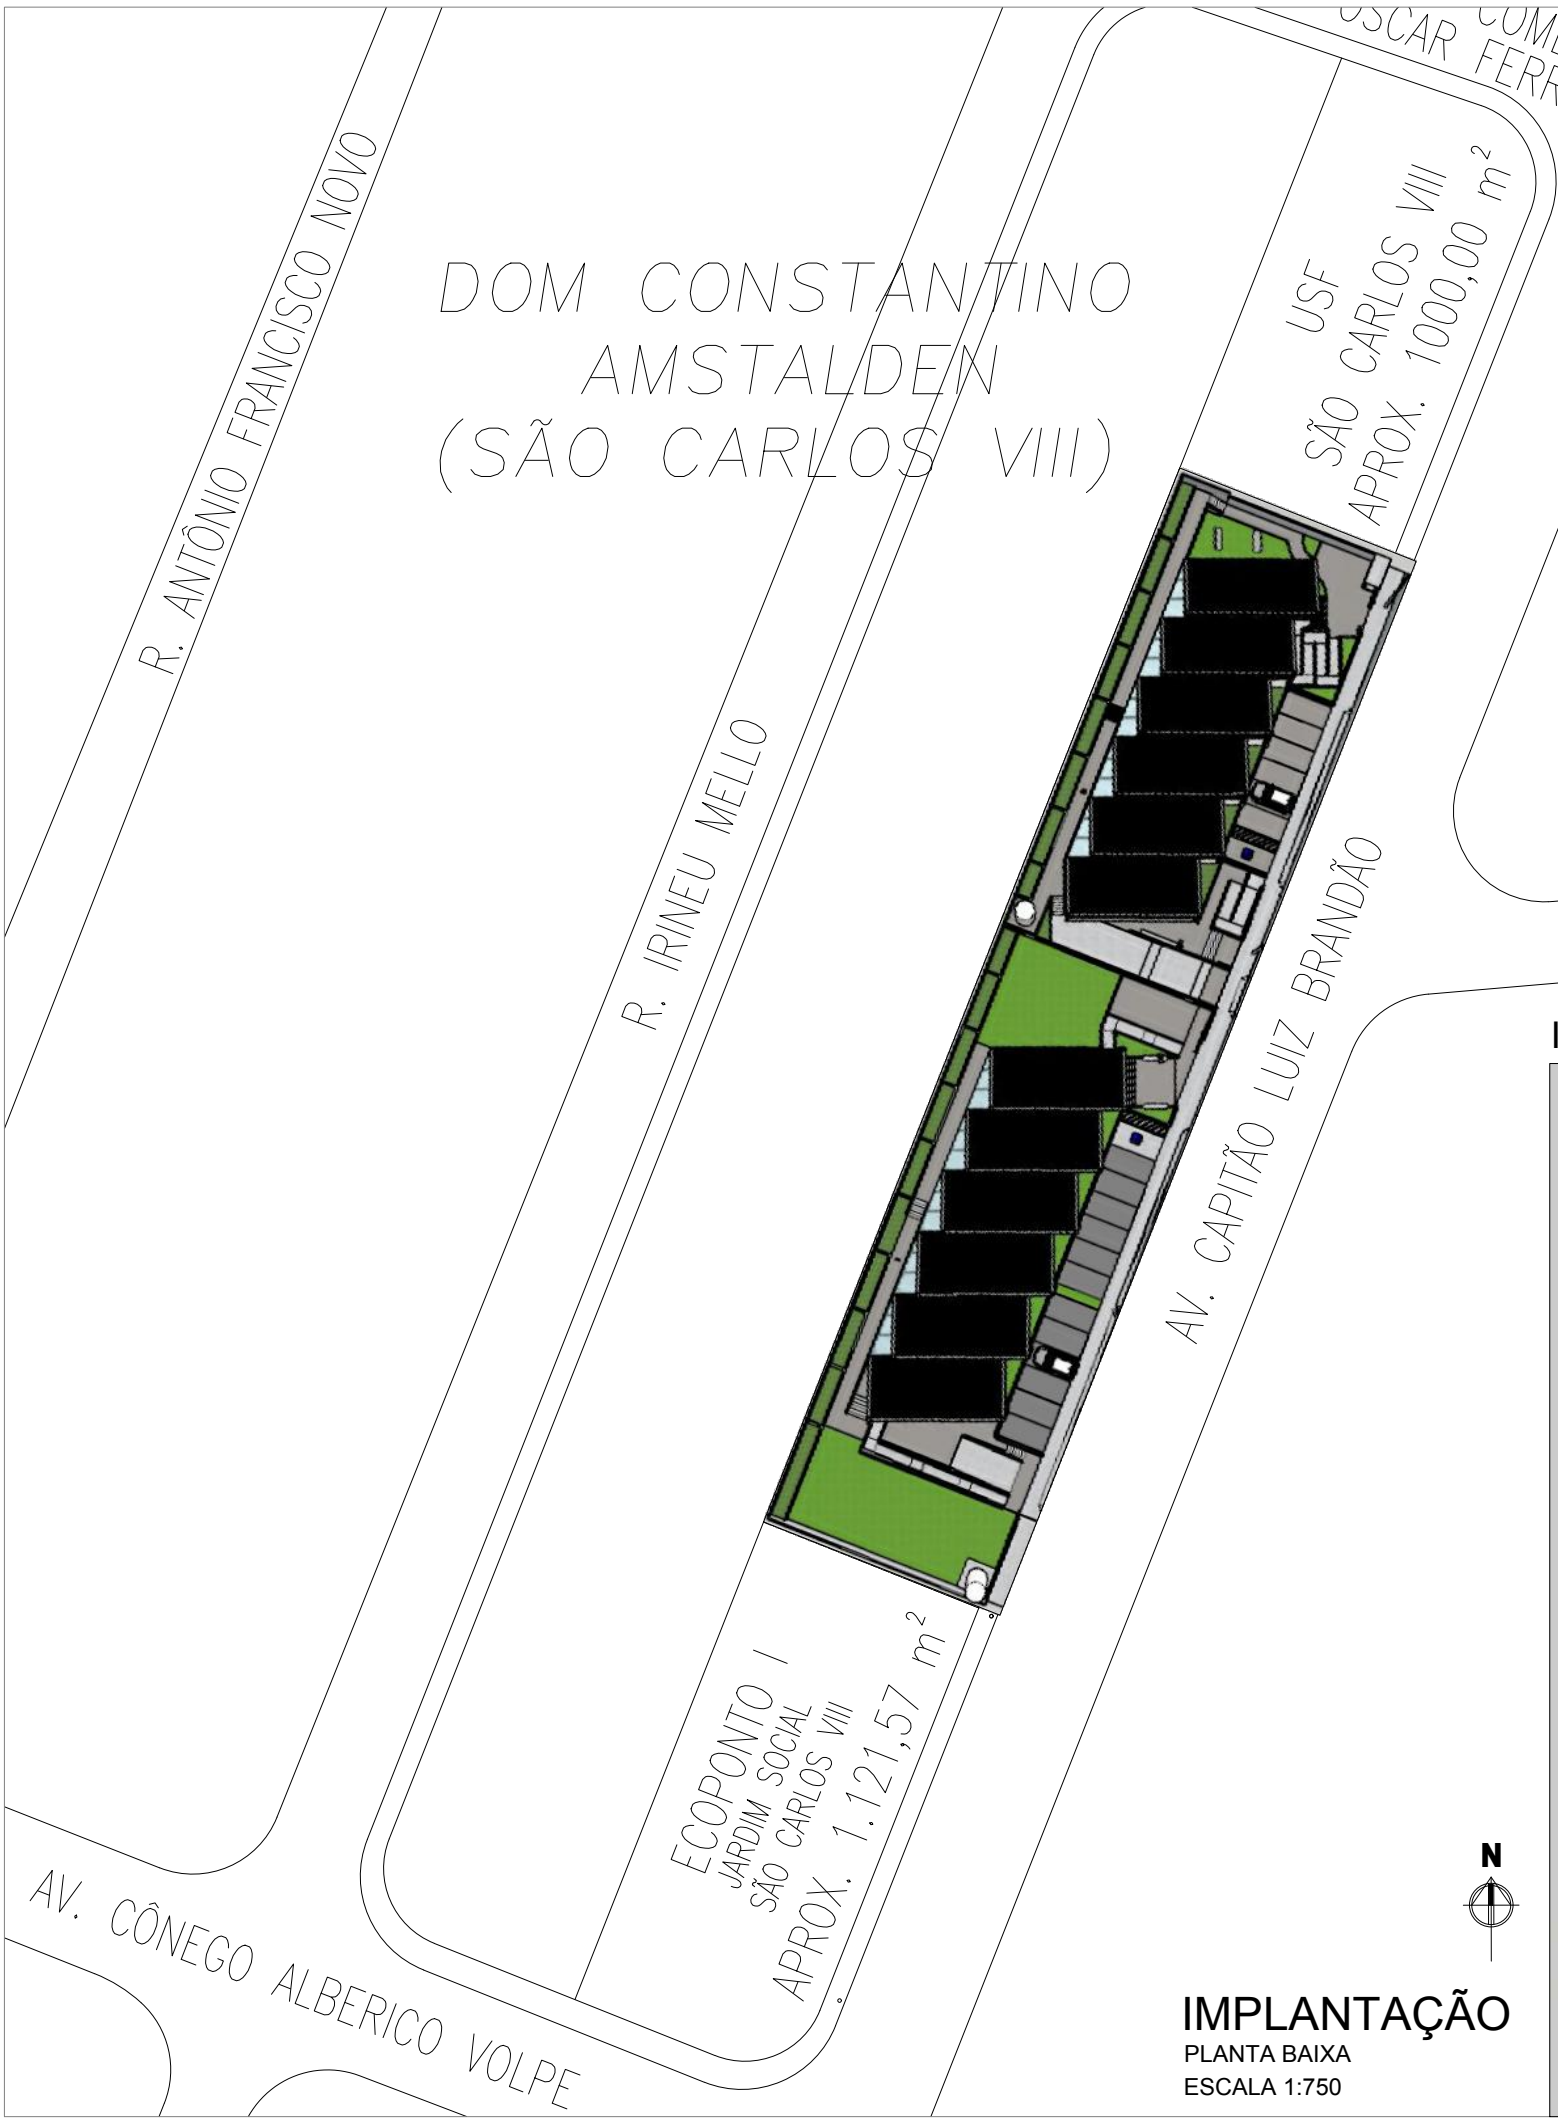 OSCAR
R. ANTÔNIO FRANCISCO NOVO
DOM CONSTANTINO
AMSTALDEN
(SÃO CARLOS VIII)
USF
SÃO CARLOS VIII
APROX. 1000,00 m²
R. IRINEU MELLO
AV. CAPITÃO LUIZ BRANDÃO
ECOPONTO I
JARDIM SOCIAL
SÃO CARLOS VIII
APROX. 1.121,57 m²
AV. CÔNEGO ALBERICO VOLPE
N
IMPLANTAÇÃO
PLANTA BAIXA
ESCALA 1:750